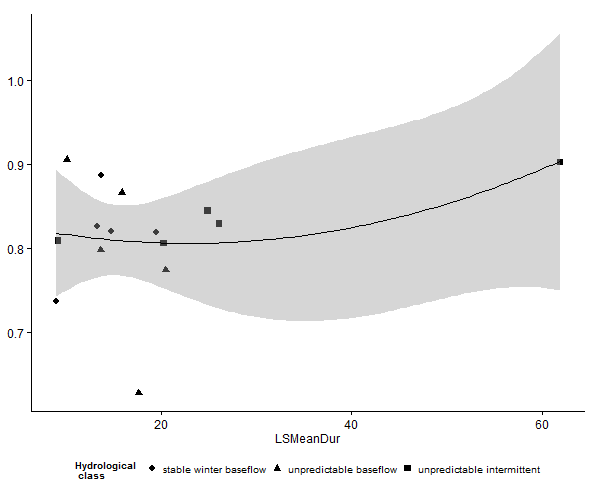 1.0
0.9
0.8
0.7
20 40 60
LSMeanDur
Hydrological
class
stable winter baseflow unpredictable baseflow unpredictable intermittent